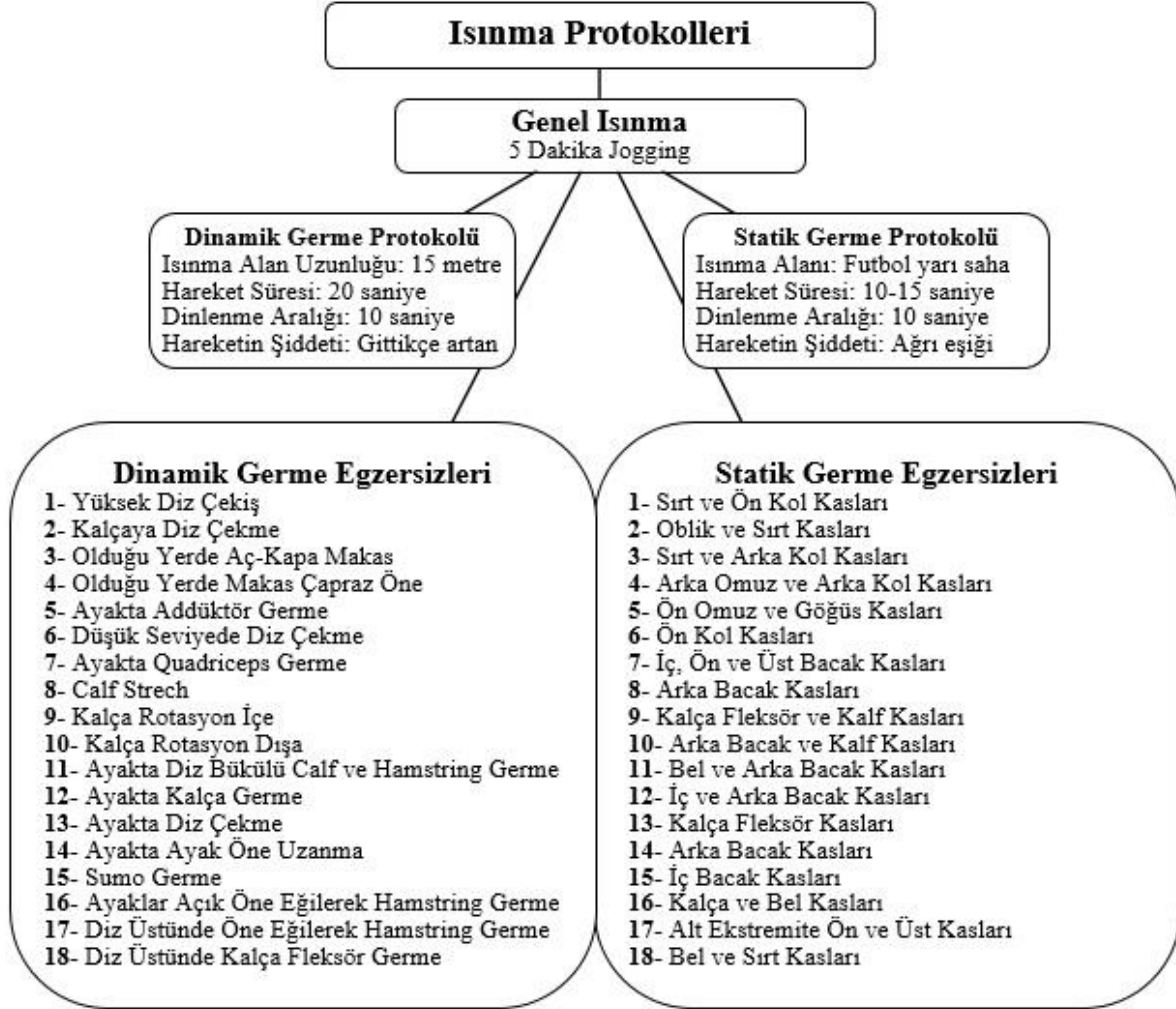 Isınma Protokolleri
Genel Isınma
5 Dakika Jogging
Dinamik Germe Protokolü
Isınma Alan Uzunluğu: 15 metre
Hareket Süresi: 20 saniye
Dinlenme Aralığı: 10 saniye
Hareketin Şiddeti: Gittikçe artan
Statik Germe Protokolü
Isınma Alanı: Futbol yarı saha
Hareket Süresi: 10-15 saniye
Dinlenme Aralığı: 10 saniye
Hareketin Şiddeti: Ağrı eşiği
Dinamik Germe Egzersizleri
1- Yüksek Diz Çekiş
2- Kalçaya Diz Çekme
3- Olduğu Yerde Aç-Kapa Makas
4- Olduğu Yerde Makas Çapraz Öne
5- Ayakta Addüktör Germe
6- Düşük Seviyede Diz Çekme
7- Ayakta Quadriceps Germe
8- Calf Strech
9- Kalça Rotasyon İçe
10- Kalça Rotasyon Dışa
11- Ayakta Diz Bükülü Calf ve Hamstring Germe
12- Ayakta Kalça Germe
13- Ayakta Diz Çekme
14- Ayakta Ayak Öne Uzanma
15- Sumo Germe
16- Ayaklar Açık Öne Eğilerek Hamstring Germe
17- Diz Üstünde Öne Eğilerek Hamstring Germe
18- Diz Üstünde Kalça Fleksör Germe
Statik Germe Egzersizleri
1- Sırt ve Ön Kol Kasları
2- Oblik ve Sırt Kasları
3- Sırt ve Arka Kol Kasları
4- Arka Omuz ve Arka Kol Kasları
5- Ön Omuz ve Göğüs Kasları
6- Ön Kol Kasları
7- İç, Ön ve Üst Bacak Kasları
8- Arka Bacak Kasları
9- Kalça Fleksör ve Kalf Kasları
10- Arka Bacak ve Kalf Kasları
11- Bel ve Arka Bacak Kasları
12- İç ve Arka Bacak Kasları
13- Kalça Fleksör Kasları
14- Arka Bacak Kasları
15- İç Bacak Kasları
16- Kalça ve Bel Kasları
17- Alt Ekstremite Ön ve Üst Kasları
18- Bel ve Sırt Kasları